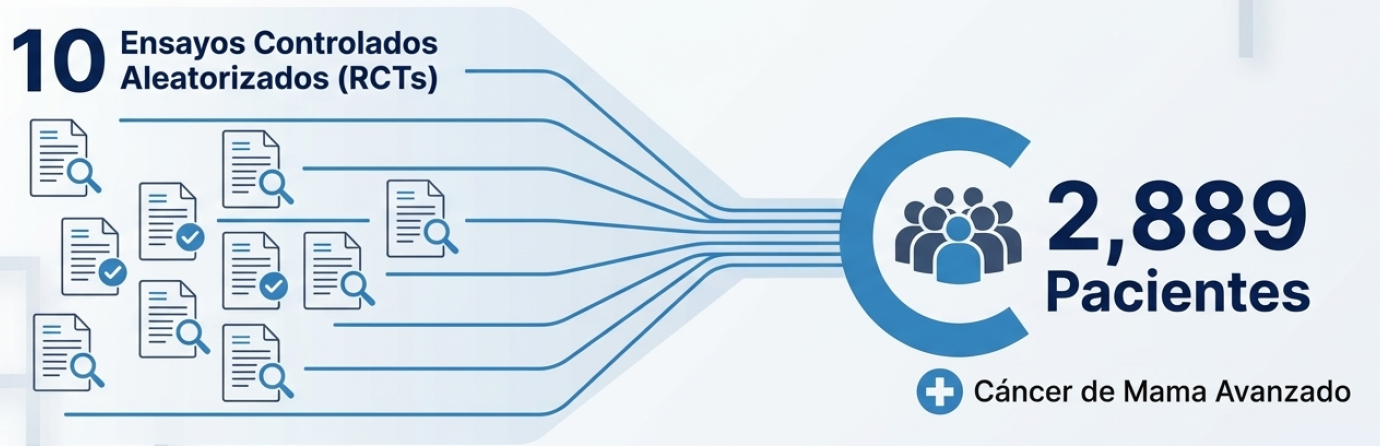 10 Ensayos Controlados
Aleatorizados (RCTs)
2,889
Pacientes
Cáncer de Mama Avanzado